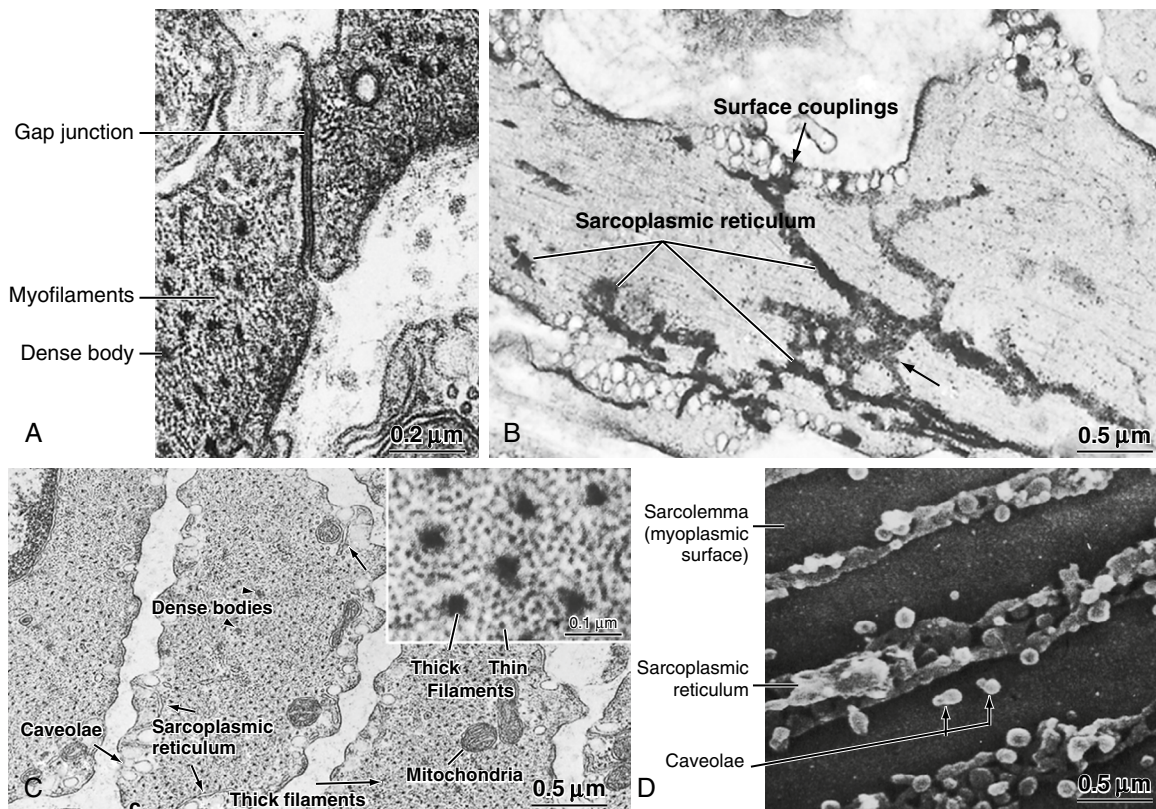 Gap junction
Myofilaments
Dense body
A
0.2 µm
Surface couplings
Sarcoplasmic reticulum
B
0.5 µm
Dense bodies
Caveolae
Sarcoplasmic
reticulum
Thick filaments
Mitochondria
C
c
0.5 µm
0.1 µm
Thick Thin
Filaments
Sarcolemma
(myoplasmic
surface)
Sarcoplasmic
reticulum
Caveolae
D
0.5 µm